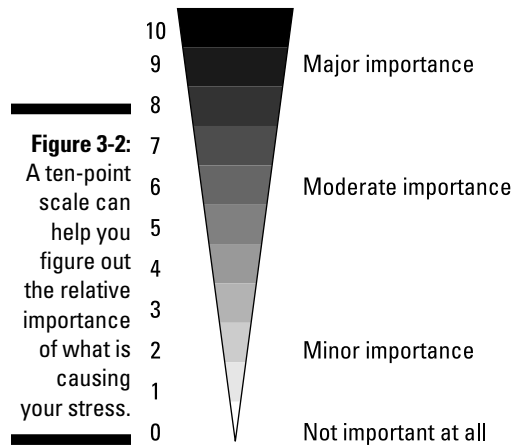 10
9
8
7
6
5
4
3
2
1
0
Major importance
Moderate importance
Minor importance
Not important at all
Figure 3-2:
A ten-point
scale can
help you
figure out
the relative
importance
of what is
causing
your stress.